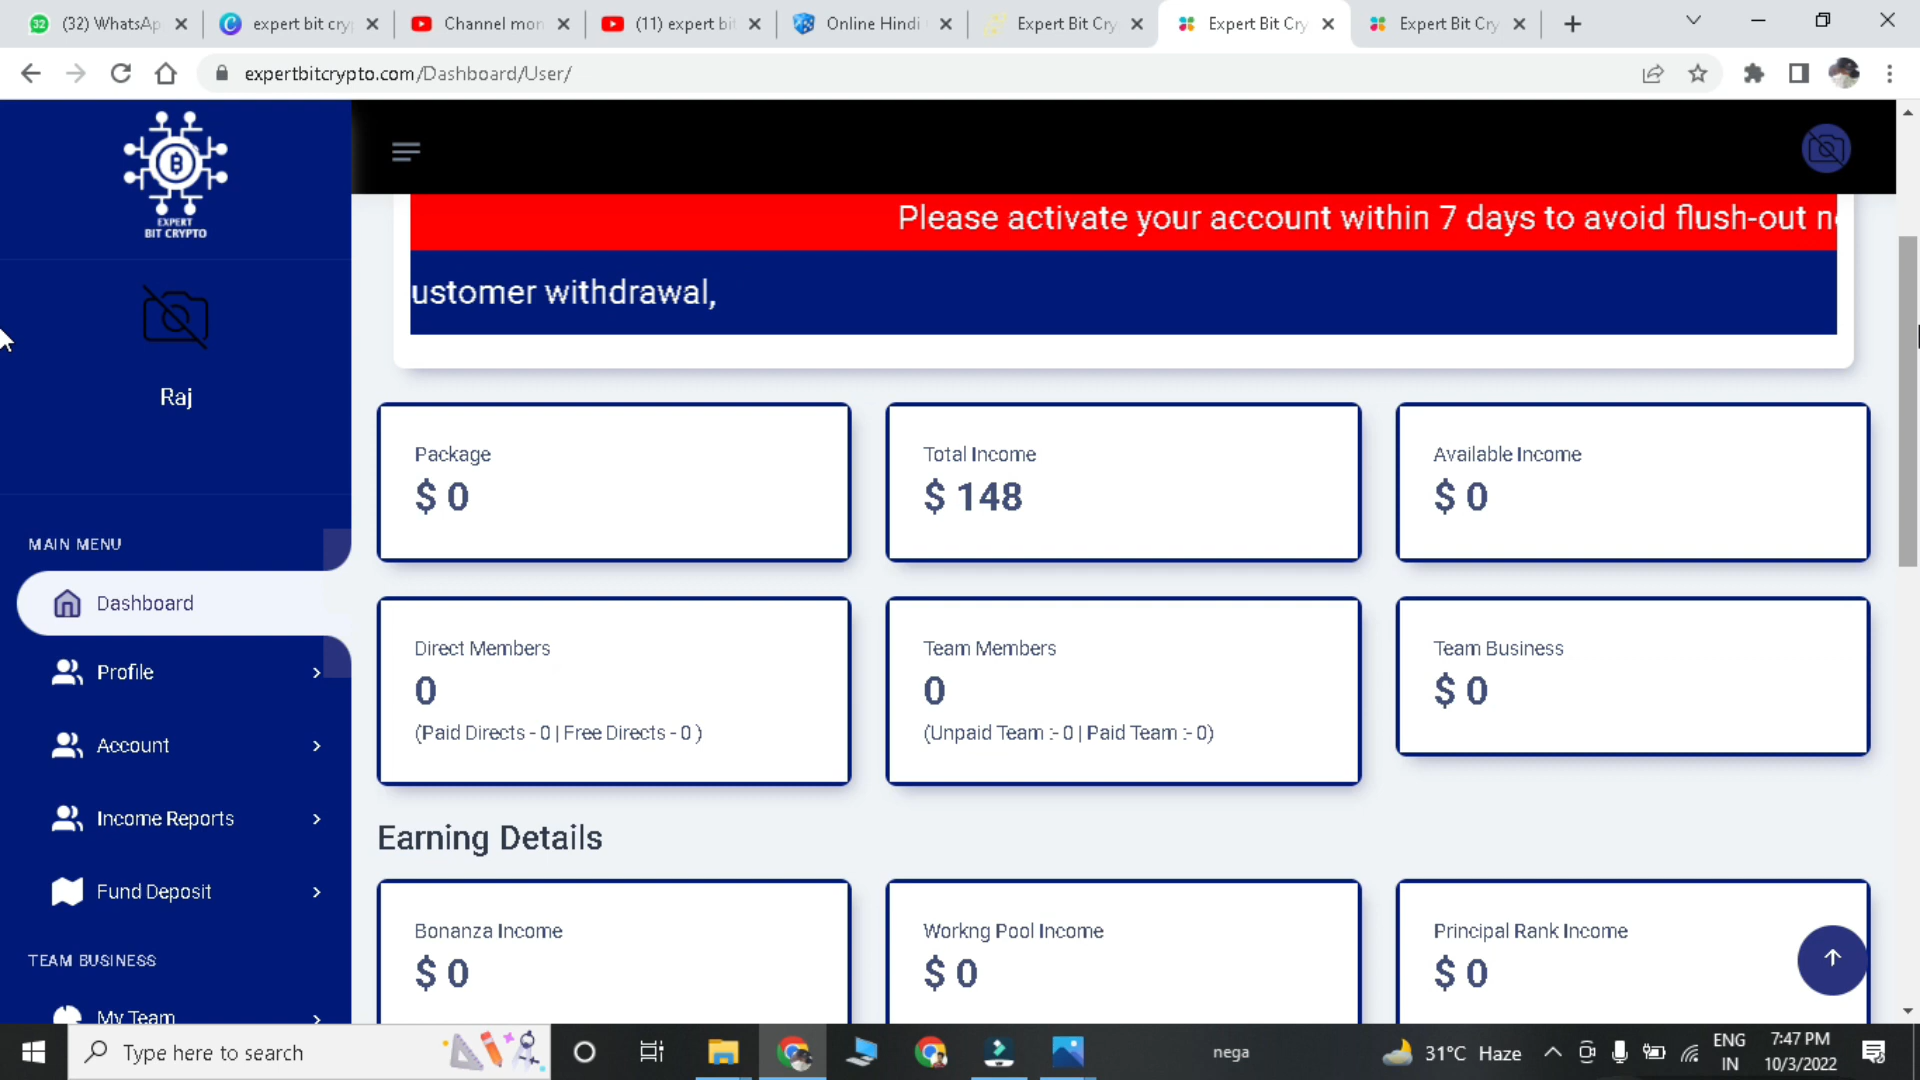 (32) WhatsAp
expert bit cry
Channel mon
(11) expert bit
Online Hindi
Expert Bit Cry
Expert Bit Cry
Expert Bit Cry
expertbitcrypto.com/Dashboard/User/
EXPERT
BIT CRYPTO
Raj
MAIN MENU
Dashboard
Profile
Account
Income Reports
Fund Deposit
TEAM BUSINESS
My Team
Please activate your account within 7 days to avoid flush-out n
ustomer withdrawal,
Package
$ 0
Total Income
$ 148
Available Income
$ 0
Direct Members
0
(Paid Directs - 0 | Free Directs - 0 )
Team Members
0
(Unpaid Team :- 0 | Paid Team :- 0)
Team Business
$ 0
Earning Details
Bonanza Income
$ 0
Workng Pool Income
$ 0
Principal Rank Income
$ 0
Type here to search
nega
31°C Haze
ENG
IN
7:47 PM
10/3/2022